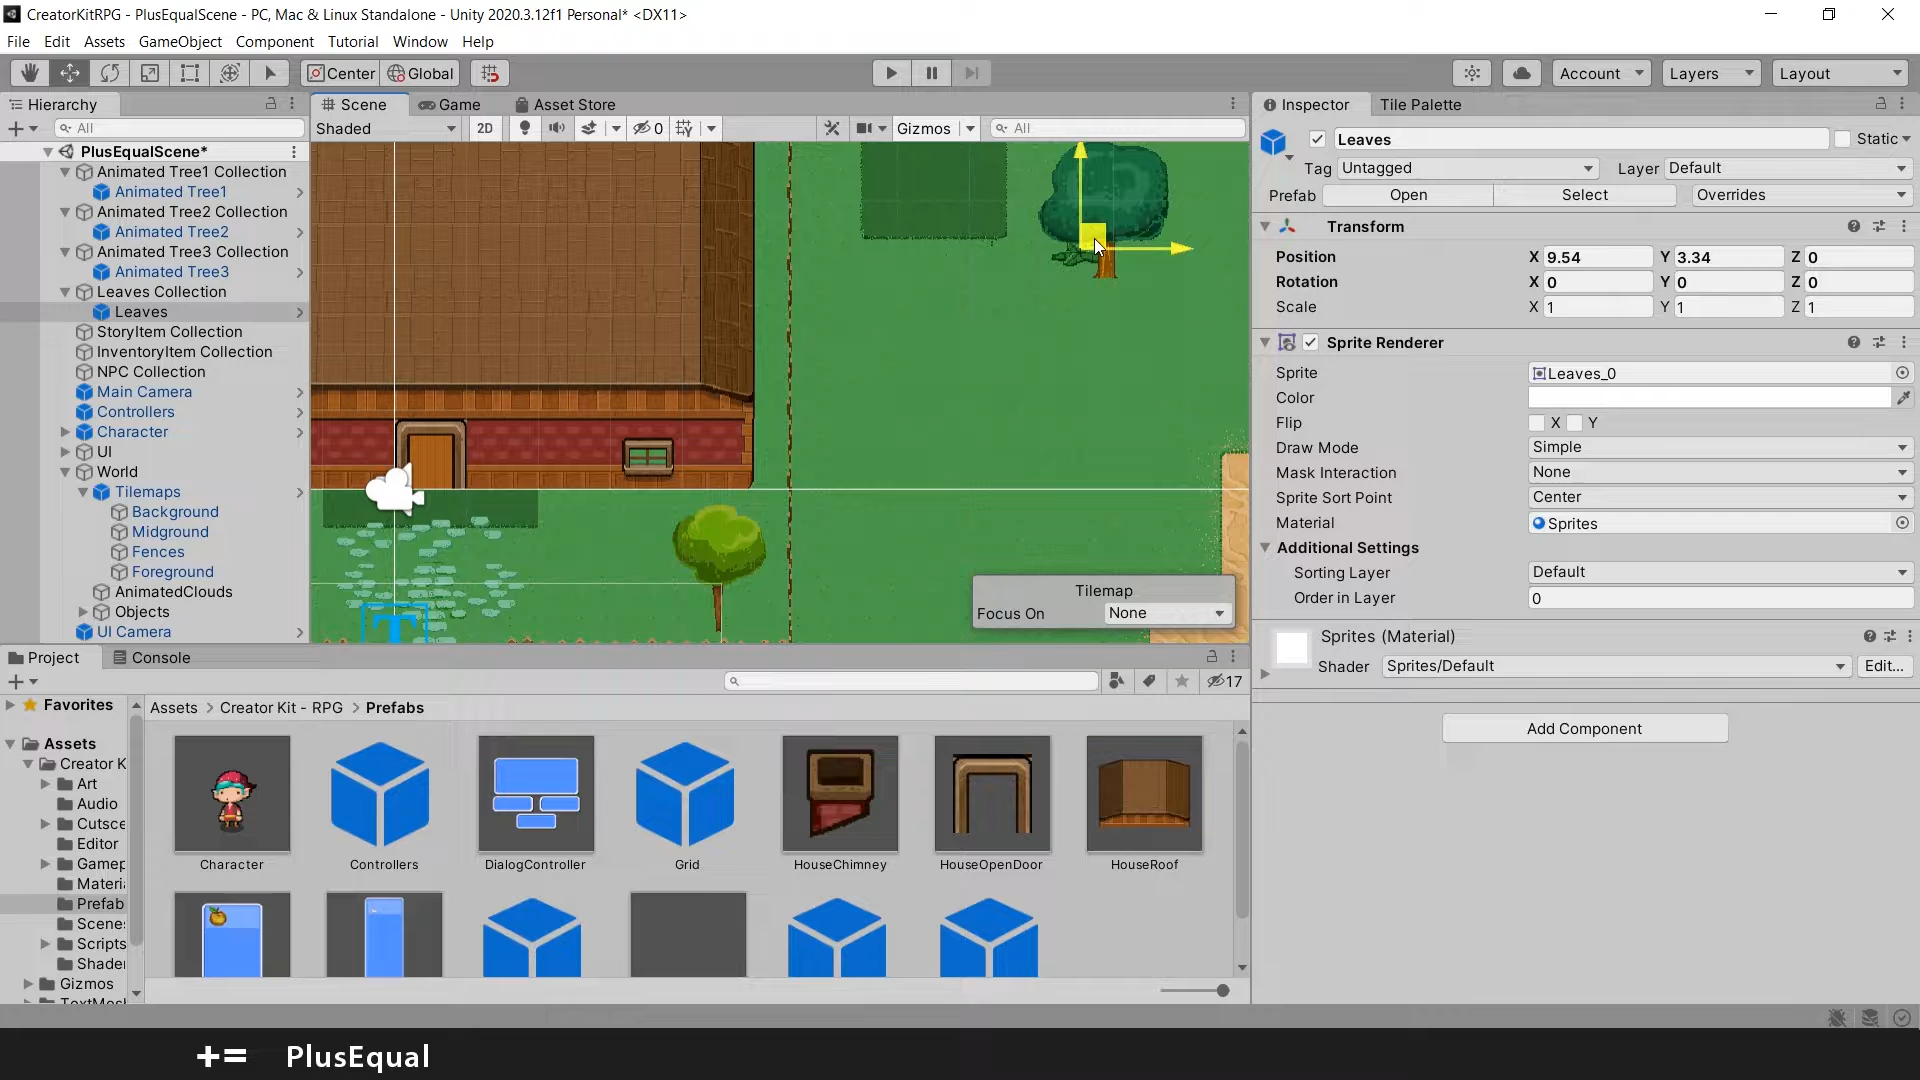 CreatorKitRPG - PlusEqualScene - PC, Mac & Linux Standalone - Unity 2020.3.12f1 Personal* <DX11>
File Edit Assets GameObject Component Tutorial Window Help
Center Global
Account Layers Layout
Hierarchy
All
PlusEqualScene*
Animated Tree1 Collection
Animated Tree1
Animated Tree2 Collection
Animated Tree2
Animated Tree3 Collection
Animated Tree3
Leaves Collection
Leaves
StoryItem Collection
InventoryItem Collection
NPC Collection
Main Camera
Controllers
Character
UI
World
Tilemaps
Background
Midground
Fences
Foreground
AnimatedClouds
Objects
UI Camera
Scene Game Asset Store
Shaded 2D 0 Gizmos All
T
Tilemap
Focus On None
Inspector Tile Palette
Leaves Static
Tag Untagged Layer Default
Prefab Open Select Overrides
Transform
Position X 9.54 Y 3.34 Z 0
Rotation X 0 Y 0 Z 0
Scale X 1 Y 1 Z 1
Sprite Renderer
Sprite Leaves_0
Color
Flip X Y
Draw Mode Simple
Mask Interaction None
Sprite Sort Point Center
Material Sprites
Additional Settings
Sorting Layer Default
Order in Layer 0
Sprites (Material)
Shader Sprites/Default Edit...
Add Component
Project Console
17
Favorites
Assets
Creator K
Art
Audio
Cutsce
Editor
Gamep
Materia
Prefab
Scenes
Scripts
Shader
Gizmos
TextMesh
Assets > Creator Kit - RPG > Prefabs
Character Controllers DialogController Grid HouseChimney HouseOpenDoor HouseRoof
+= PlusEqual